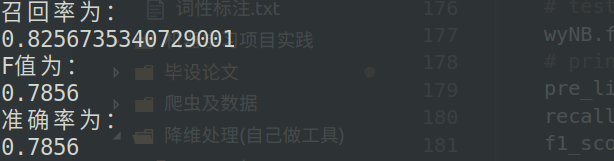 召回率为：
0.8256735340729001
F值为：
0.7856
准确率为：
0.7856
词性标注.txt
项目实践
毕设论文
爬虫及数据
降维处理(自己做工具)
176 # test
177 wyNB.f
178 # prin
179 pre_li
180 recall
181 f1_sco